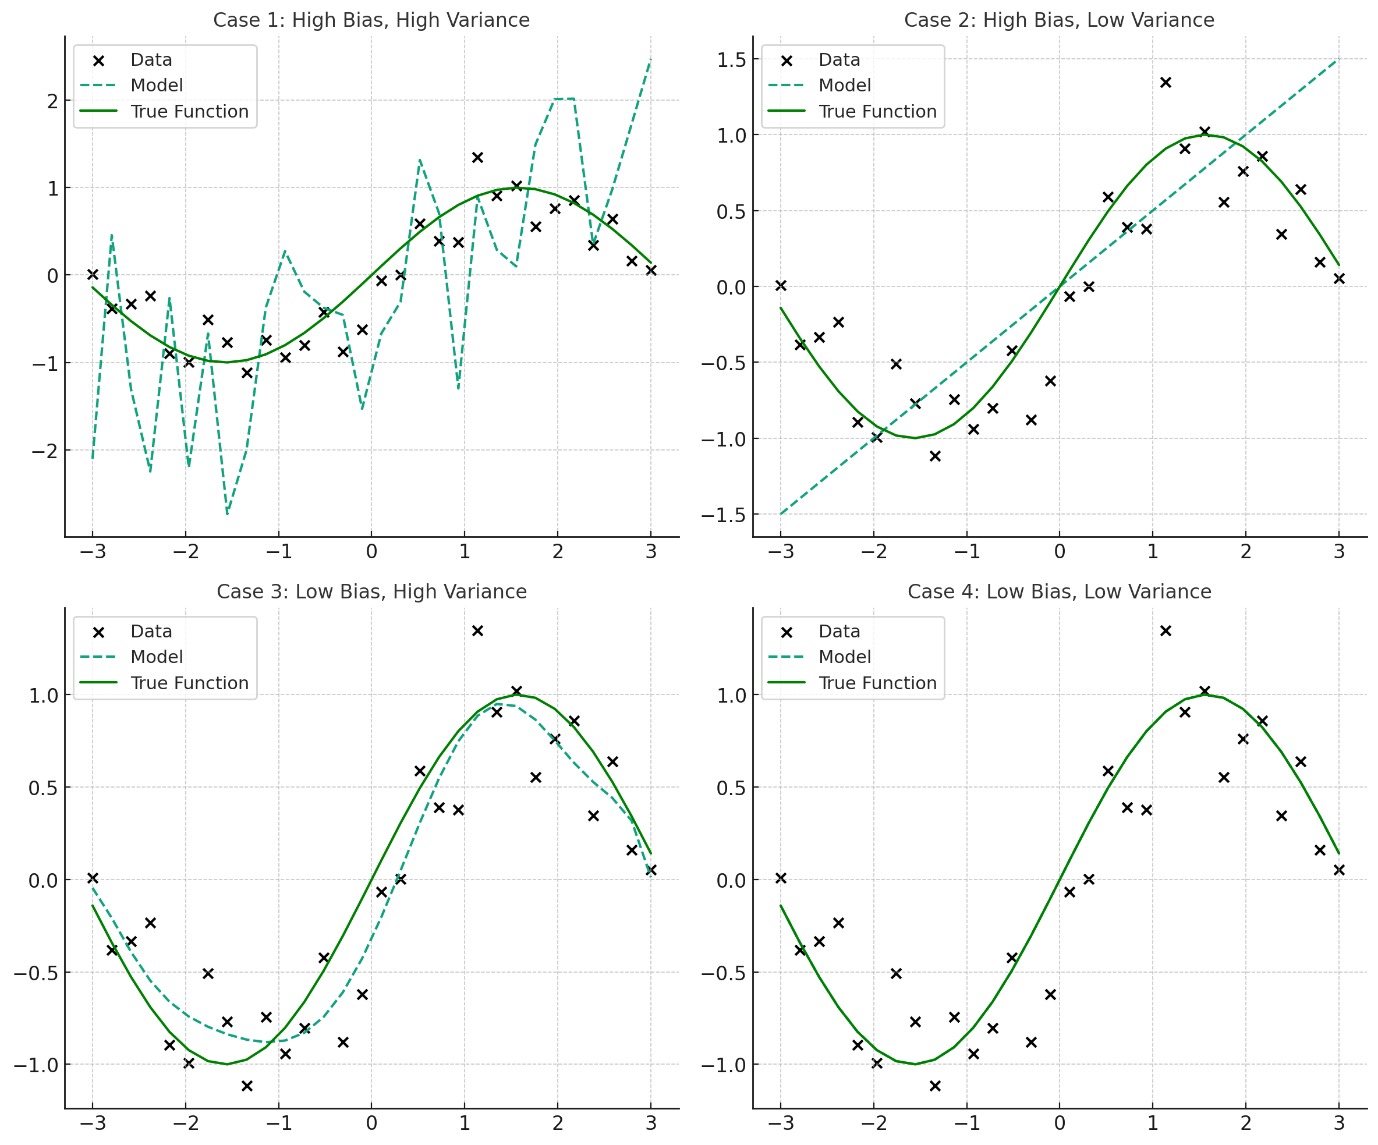 Case 1: High Bias, High Variance
Data
Model
True Function
2
1
0
−1
−2
−3 −2 −1 0 1 2 3
Case 2: High Bias, Low Variance
Data
Model
True Function
1.5
1.0
0.5
0.0
−0.5
−1.0
−1.5
−3 −2 −1 0 1 2 3
Case 3: Low Bias, High Variance
Data
Model
True Function
1.0
0.5
0.0
−0.5
−1.0
−3 −2 −1 0 1 2 3
Case 4: Low Bias, Low Variance
Data
Model
True Function
1.0
0.5
0.0
−0.5
−1.0
−3 −2 −1 0 1 2 3